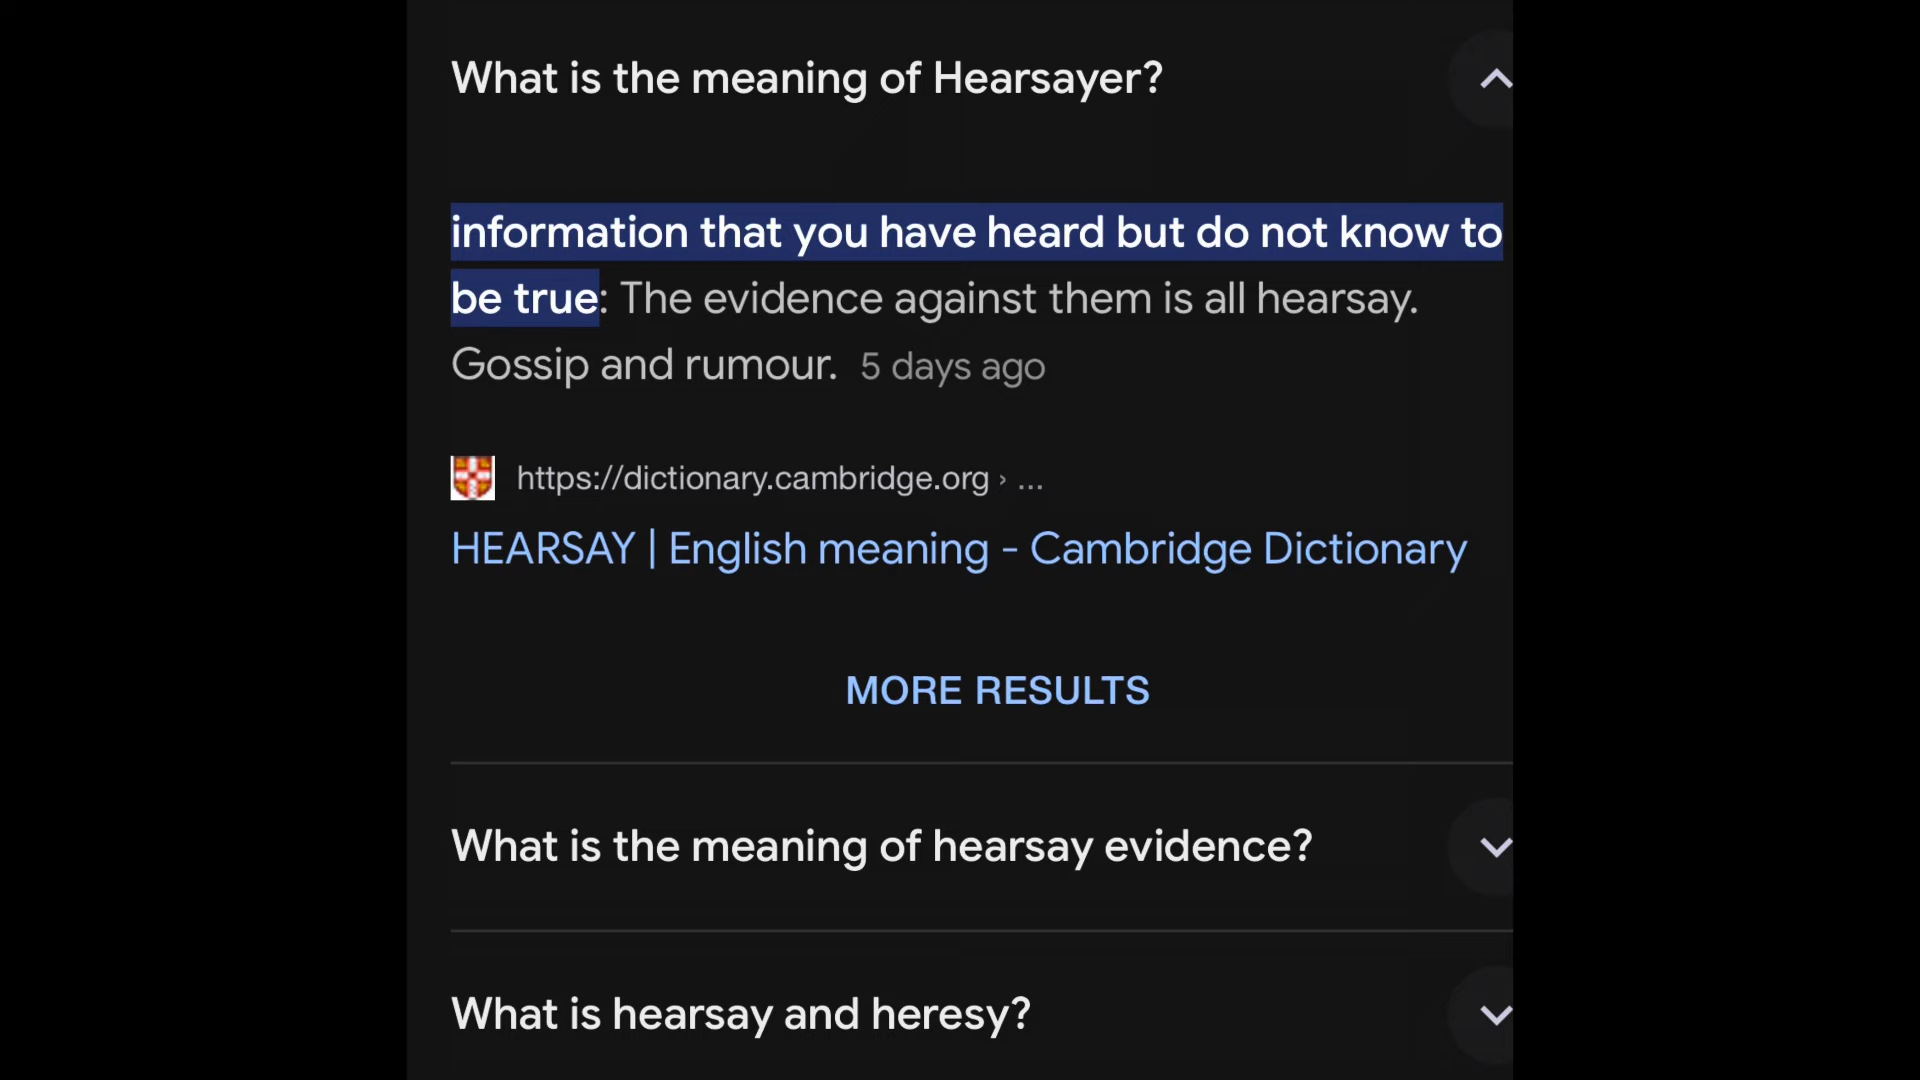 What is the meaning of Hearsayer?
information that you have heard but do not know to
be true: The evidence against them is all hearsay.
Gossip and rumour. 5 days ago
https://dictionary.cambridge.org › ...
HEARSAY | English meaning - Cambridge Dictionary
MORE RESULTS
What is the meaning of hearsay evidence?
What is hearsay and heresy?